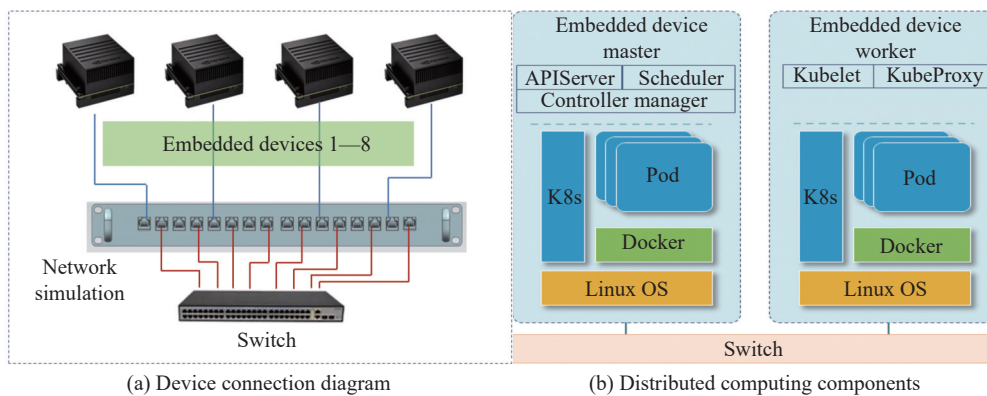 Embedded devices 1—8
Network
simulation
Switch
(a) Device connection diagram
Embedded device
master
APIServer
Scheduler
Controller manager
K8s
Pod
Docker
Linux OS
Embedded device
worker
Kubelet
KubeProxy
K8s
Pod
Docker
Linux OS
Switch
(b) Distributed computing components